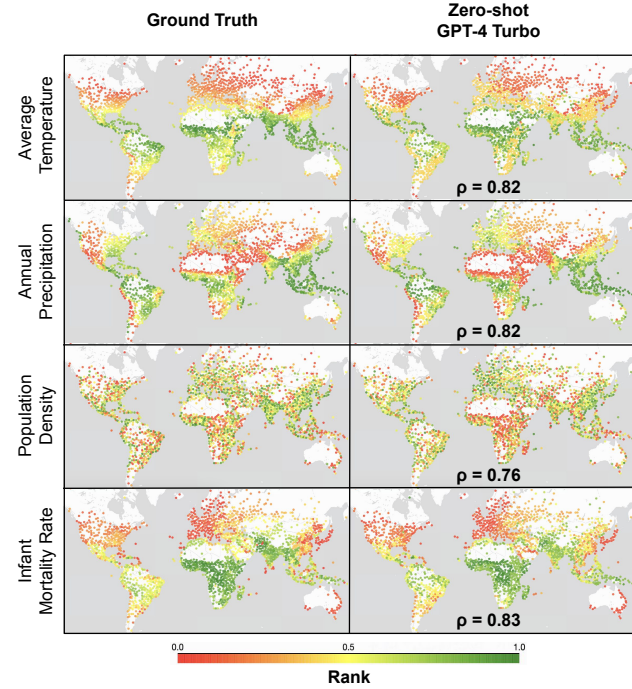 Ground Truth
Zero-shot
GPT-4 Turbo
Average
Temperature
ρ = 0.82
Annual
Precipitation
ρ = 0.82
Population
Density
ρ = 0.76
Infant
Mortality Rate
ρ = 0.83
0.0
0.5
1.0
Rank